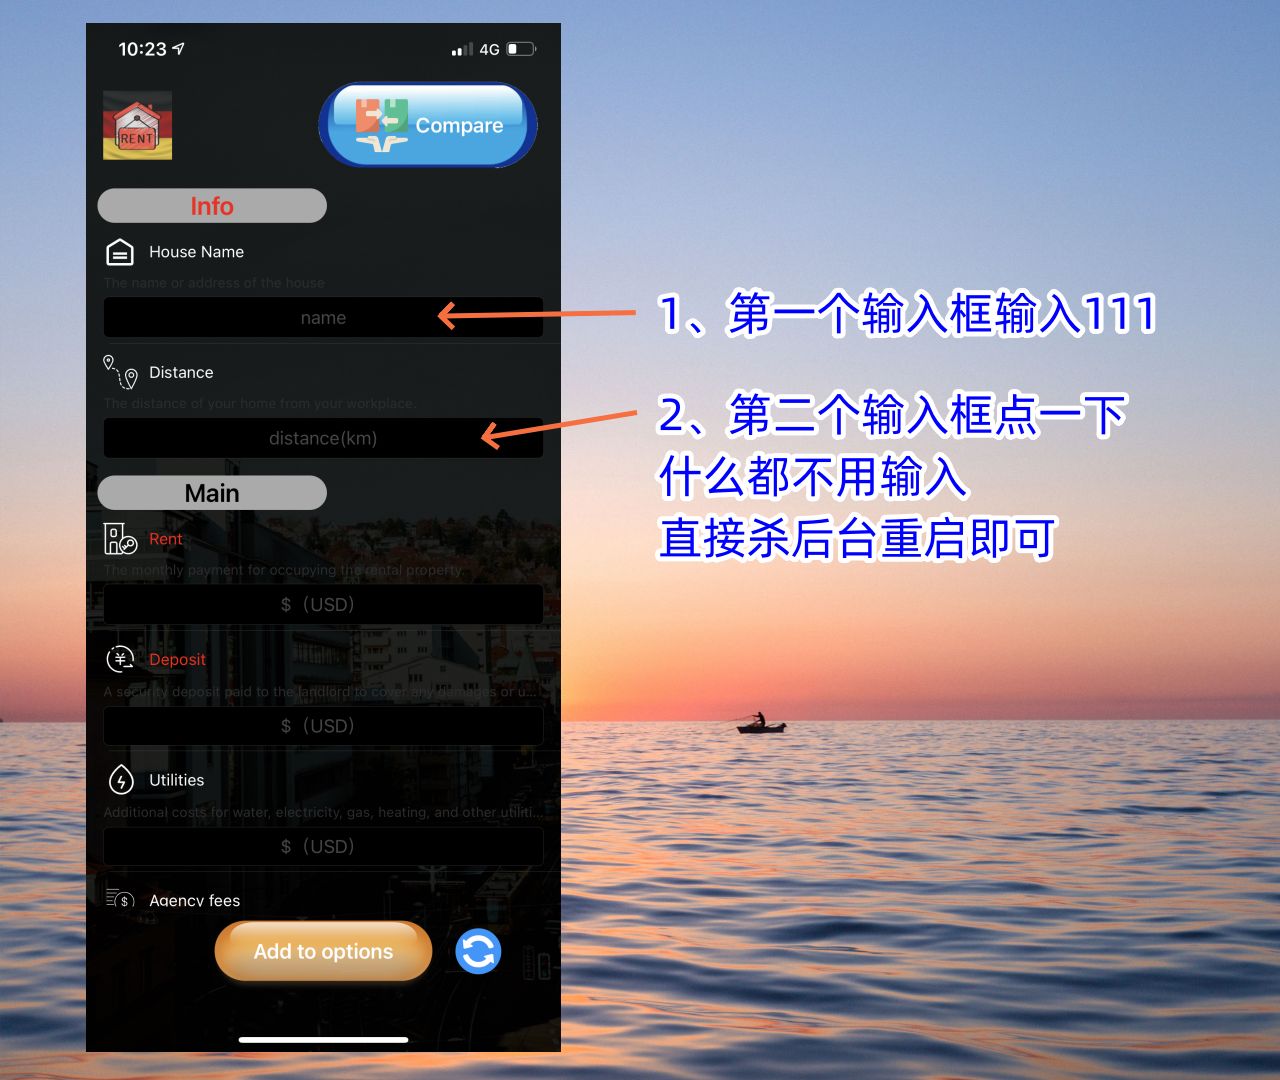 10:23
4G
RENT
Compare
Info
House Name
The name or address of the house
name
Distance
The distance of your home from your workplace.
distance(km)
Main
Rent
The monthly payment for occupying the rental property.
$（USD）
Deposit
A security deposit paid to the landlord to cover any damages or u...
$（USD）
Utilities
Additional costs for water, electricity, gas, heating, and other utiliti...
$（USD）
Agency fees
Add to options
1、第一个输入框输入111
2、第二个输入框点一下
什么都不用输入
直接杀后台重启即可